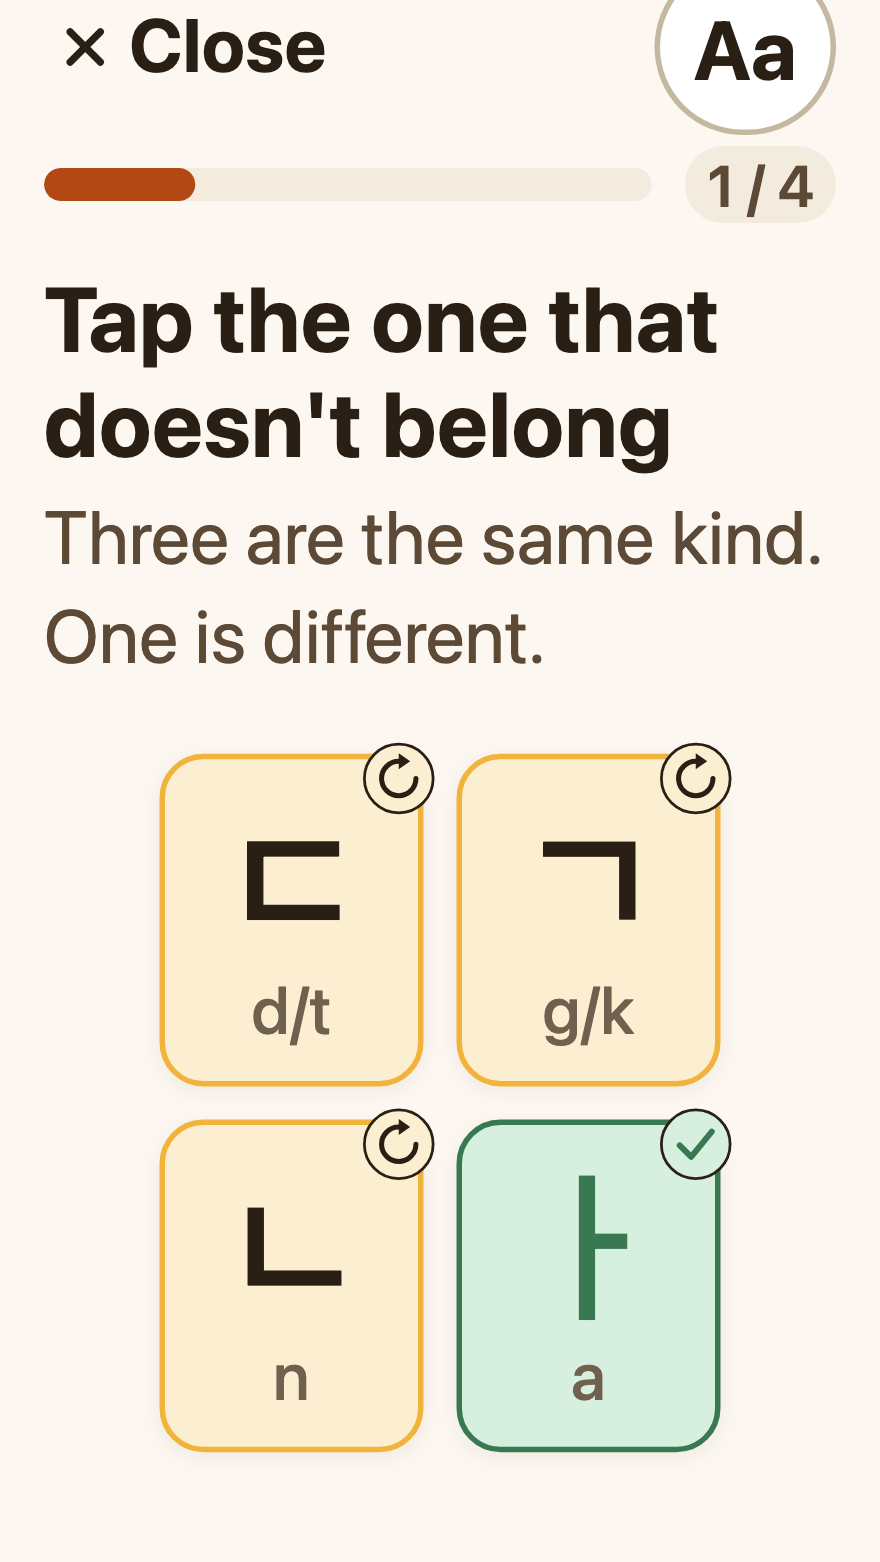 Close
Aa
1 / 4
Tap the one that
doesn't belong
Three are the same kind.
One is different.
ㄷ ㄱ
d/t g/k
ㄴ ㅏ
n a